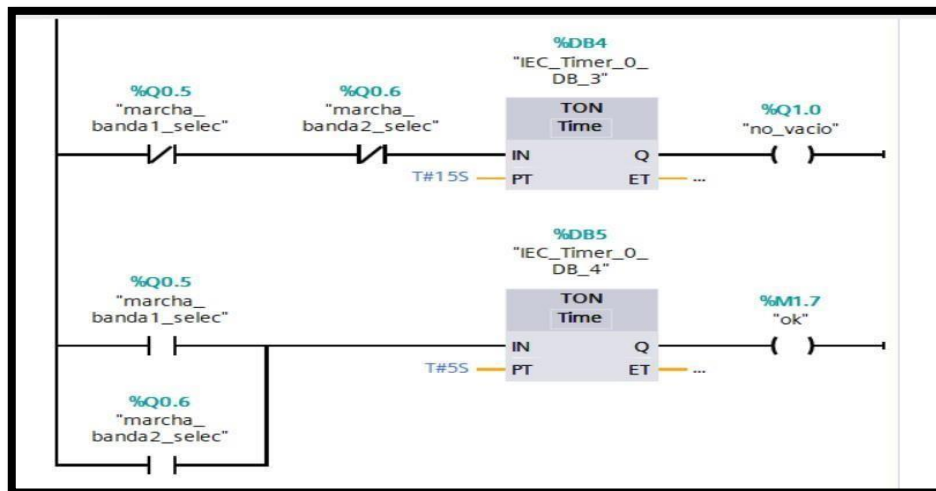 %DB4
"IEC_Timer_0_
DB_3"
%Q0.5
"marcha_
banda1_selec"
%Q0.6
"marcha_
banda2_selec"
TON
Time
%Q1.0
"no_vacio"
IN
Q
T#15S
PT
ET
...
%DB5
"IEC_Timer_0_
DB_4"
%Q0.5
"marcha_
banda1_selec"
TON
Time
%M1.7
"ok"
IN
Q
T#5S
PT
ET
...
%Q0.6
"marcha_
banda2_selec"